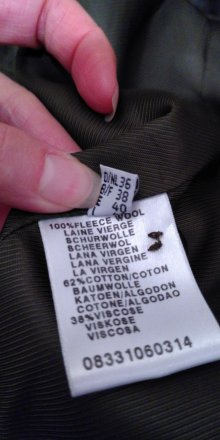 D/NL 36
B/F 38
E 40
100%FLEECE WOOL
LAINE VIERGE
SCHURWOLLE
SCHEERWOL
LANA VIRGEN
LANA VERGINE
LA VIRGEN
62%COTTON/COTON
BAUMWOLLE
KATOEN/ALGODON
COTONE/ALGODAO
38%VISCOSE
VISKOSE
VISCOSA
08331060314